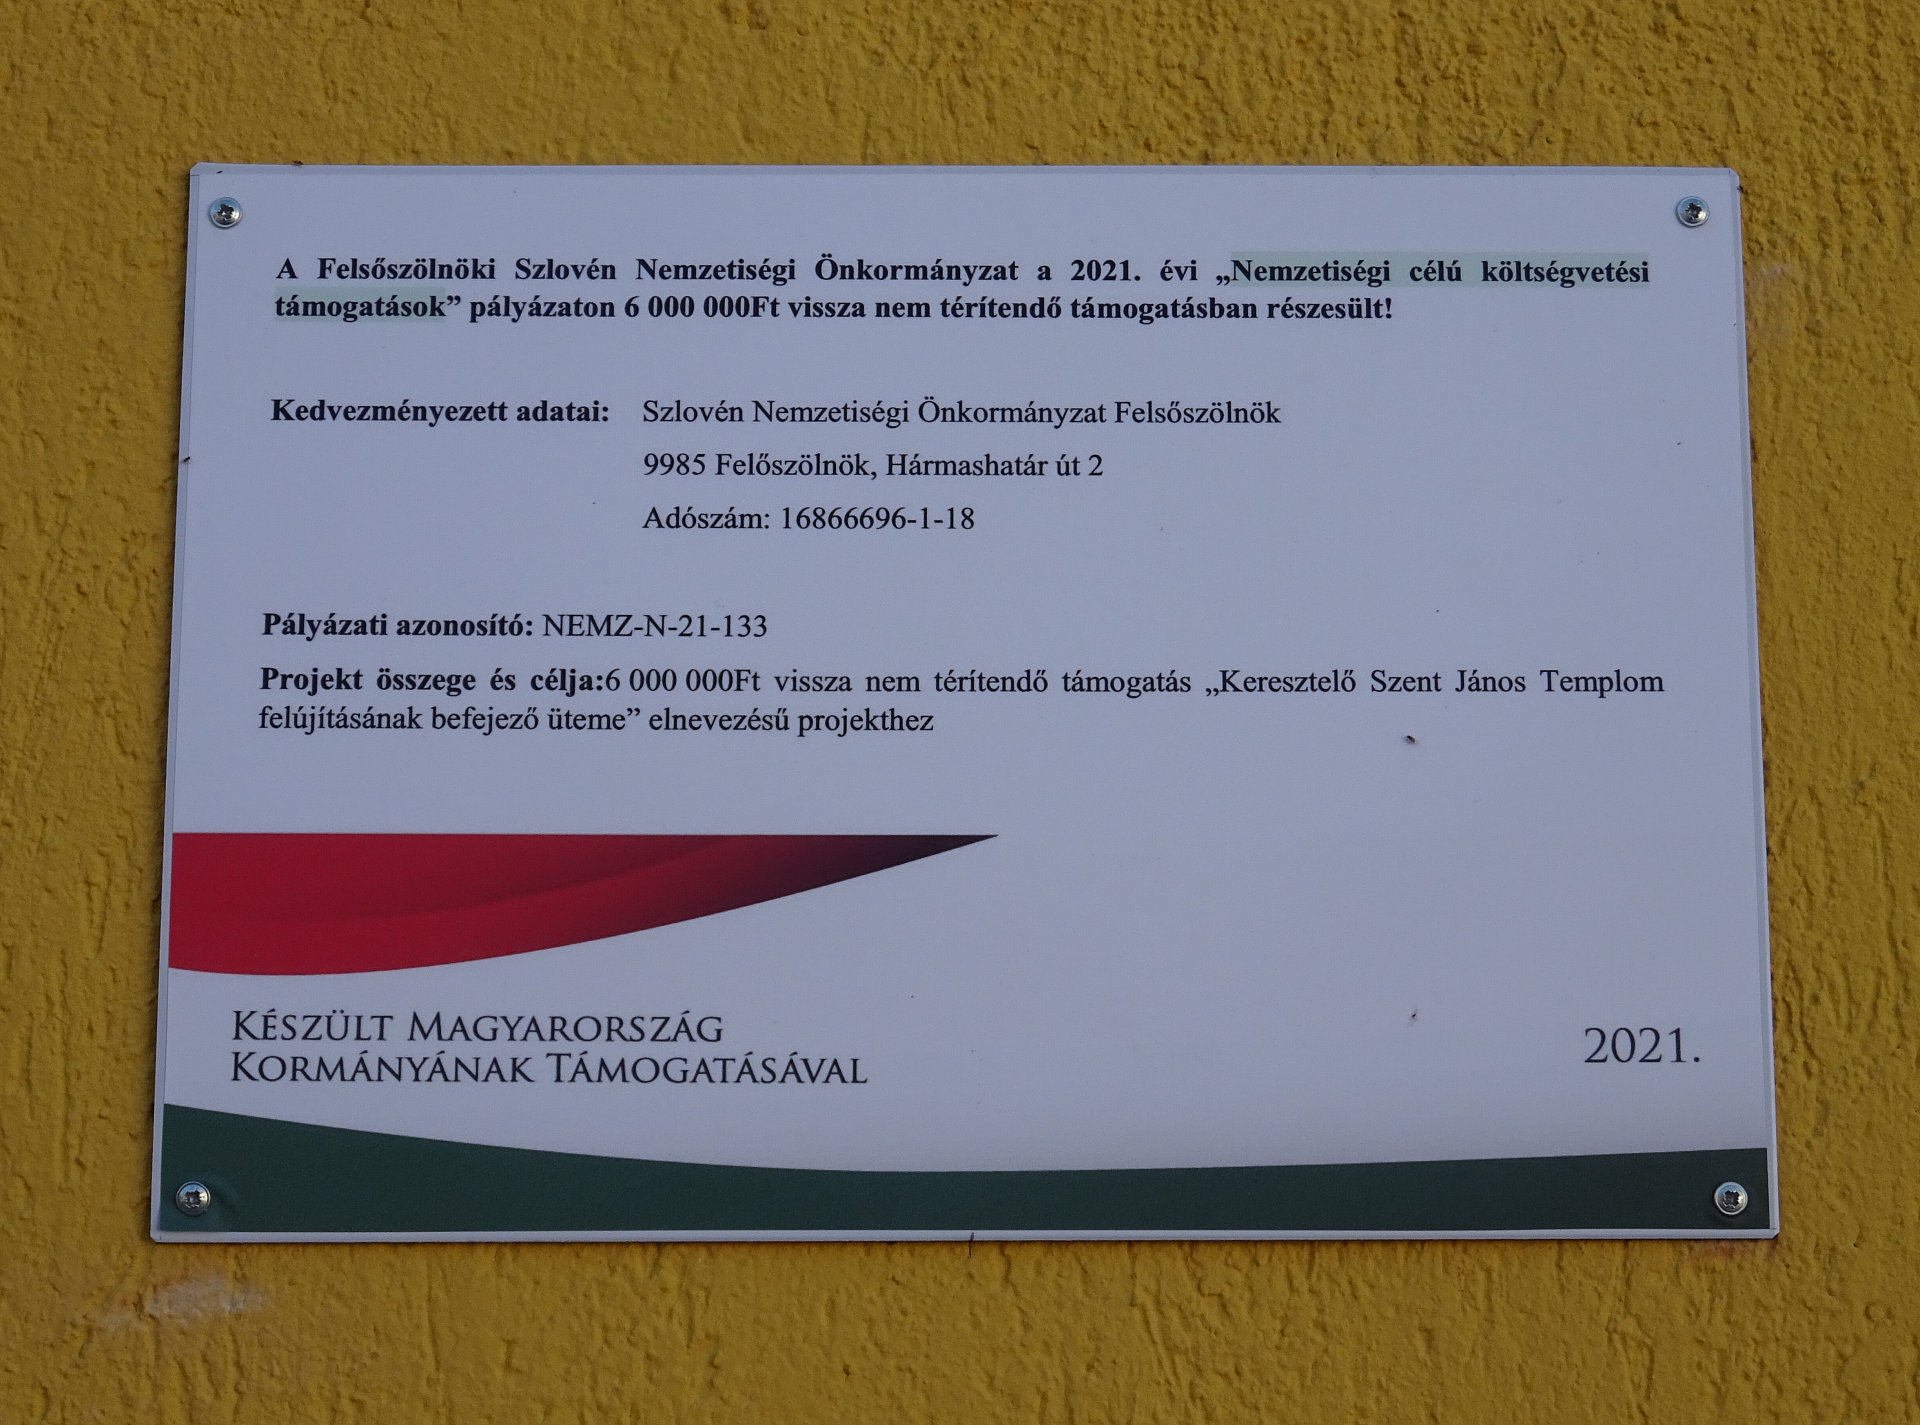 A Felsőszölnöki Szlovén Nemzetiségi Önkormányzat a 2021. évi „Nemzetiségi célú költségvetési
támogatások” pályázaton 6 000 000Ft vissza nem térítendő támogatásban részesült!
Kedvezményezett adatai: Szlovén Nemzetiségi Önkormányzat Felsőszölnök
9985 Felőszölnök, Hármashatár út 2
Adószám: 16866696-1-18
Pályázati azonosító: NEMZ-N-21-133
Projekt összege és célja:6 000 000Ft vissza nem térítendő támogatás „Keresztelő Szent János Templom
felújításának befejező üteme” elnevezésű projekthez
KÉSZÜLT MAGYARORSZÁG
KORMÁNYÁNAK TÁMOGATÁSÁVAL
2021.